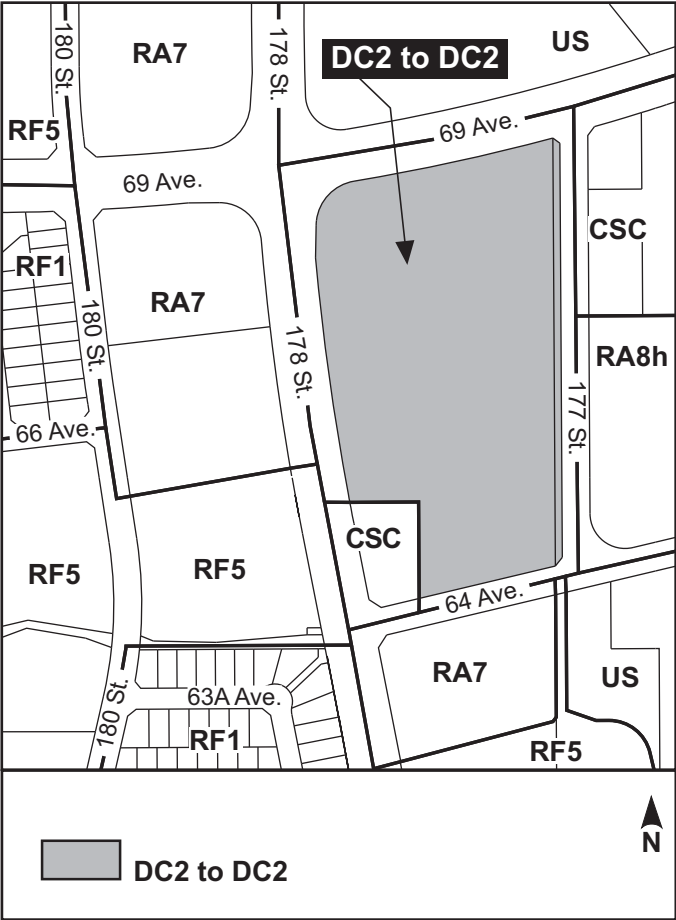 180 St.
RA7
178 St.
DC2 to DC2
US
RF5
69 Ave.
69 Ave.
CSC
RF1
RA7
180 St.
178 St.
RA8h
177 St.
66 Ave.
CSC
RF5
RF5
64 Ave.
RA7
US
180 St.
63A Ave.
RF1
RF5
N
DC2 to DC2